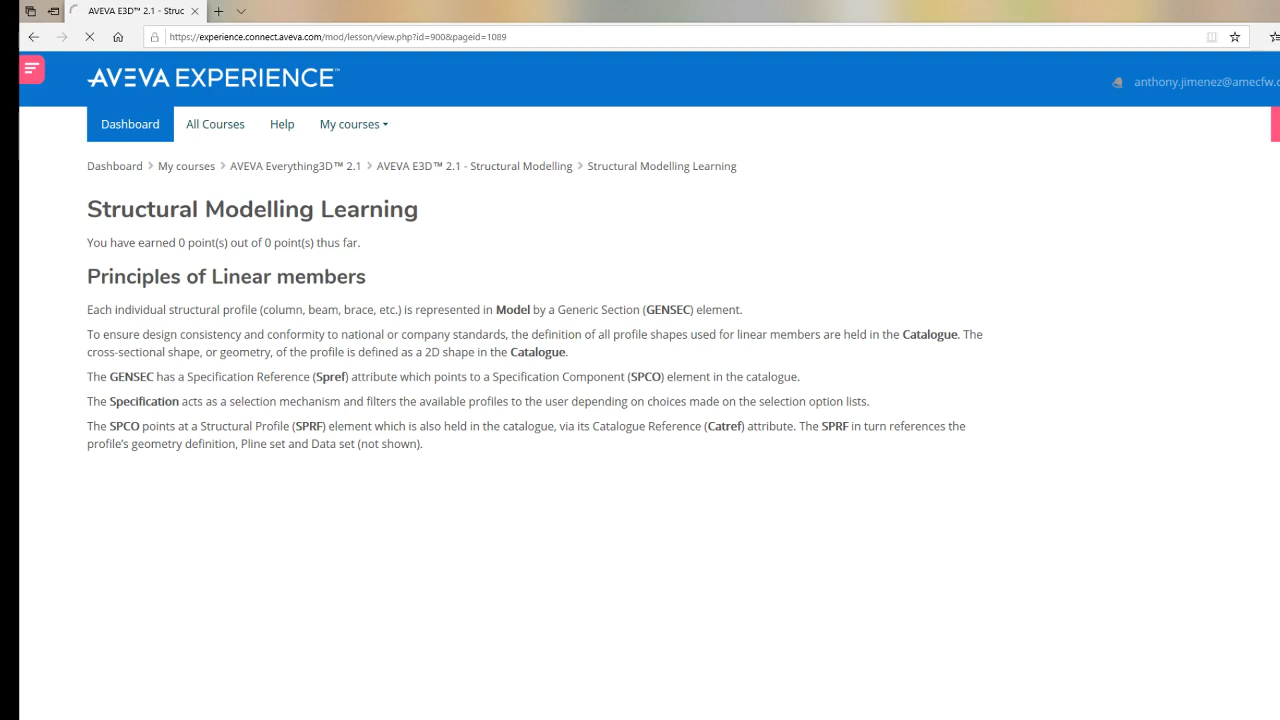 AVEVA E3D™ 2.1 - Struc
https://experience.connect.aveva.com/mod/lesson/view.php?id=900&pageid=1089
AVEVA EXPERIENCE™
anthony.jimenez@amecfw.c
Dashboard All Courses Help My courses
Dashboard > My courses > AVEVA Everything3D™ 2.1 > AVEVA E3D™ 2.1 - Structural Modelling > Structural Modelling Learning
Structural Modelling Learning
You have earned 0 point(s) out of 0 point(s) thus far.
Principles of Linear members
Each individual structural profile (column, beam, brace, etc.) is represented in Model by a Generic Section (GENSEC) element.
To ensure design consistency and conformity to national or company standards, the definition of all profile shapes used for linear members are held in the Catalogue. The
cross-sectional shape, or geometry, of the profile is defined as a 2D shape in the Catalogue.
The GENSEC has a Specification Reference (Spref) attribute which points to a Specification Component (SPCO) element in the catalogue.
The Specification acts as a selection mechanism and filters the available profiles to the user depending on choices made on the selection option lists.
The SPCO points at a Structural Profile (SPRF) element which is also held in the catalogue, via its Catalogue Reference (Catref) attribute. The SPRF in turn references the
profile's geometry definition, Pline set and Data set (not shown).